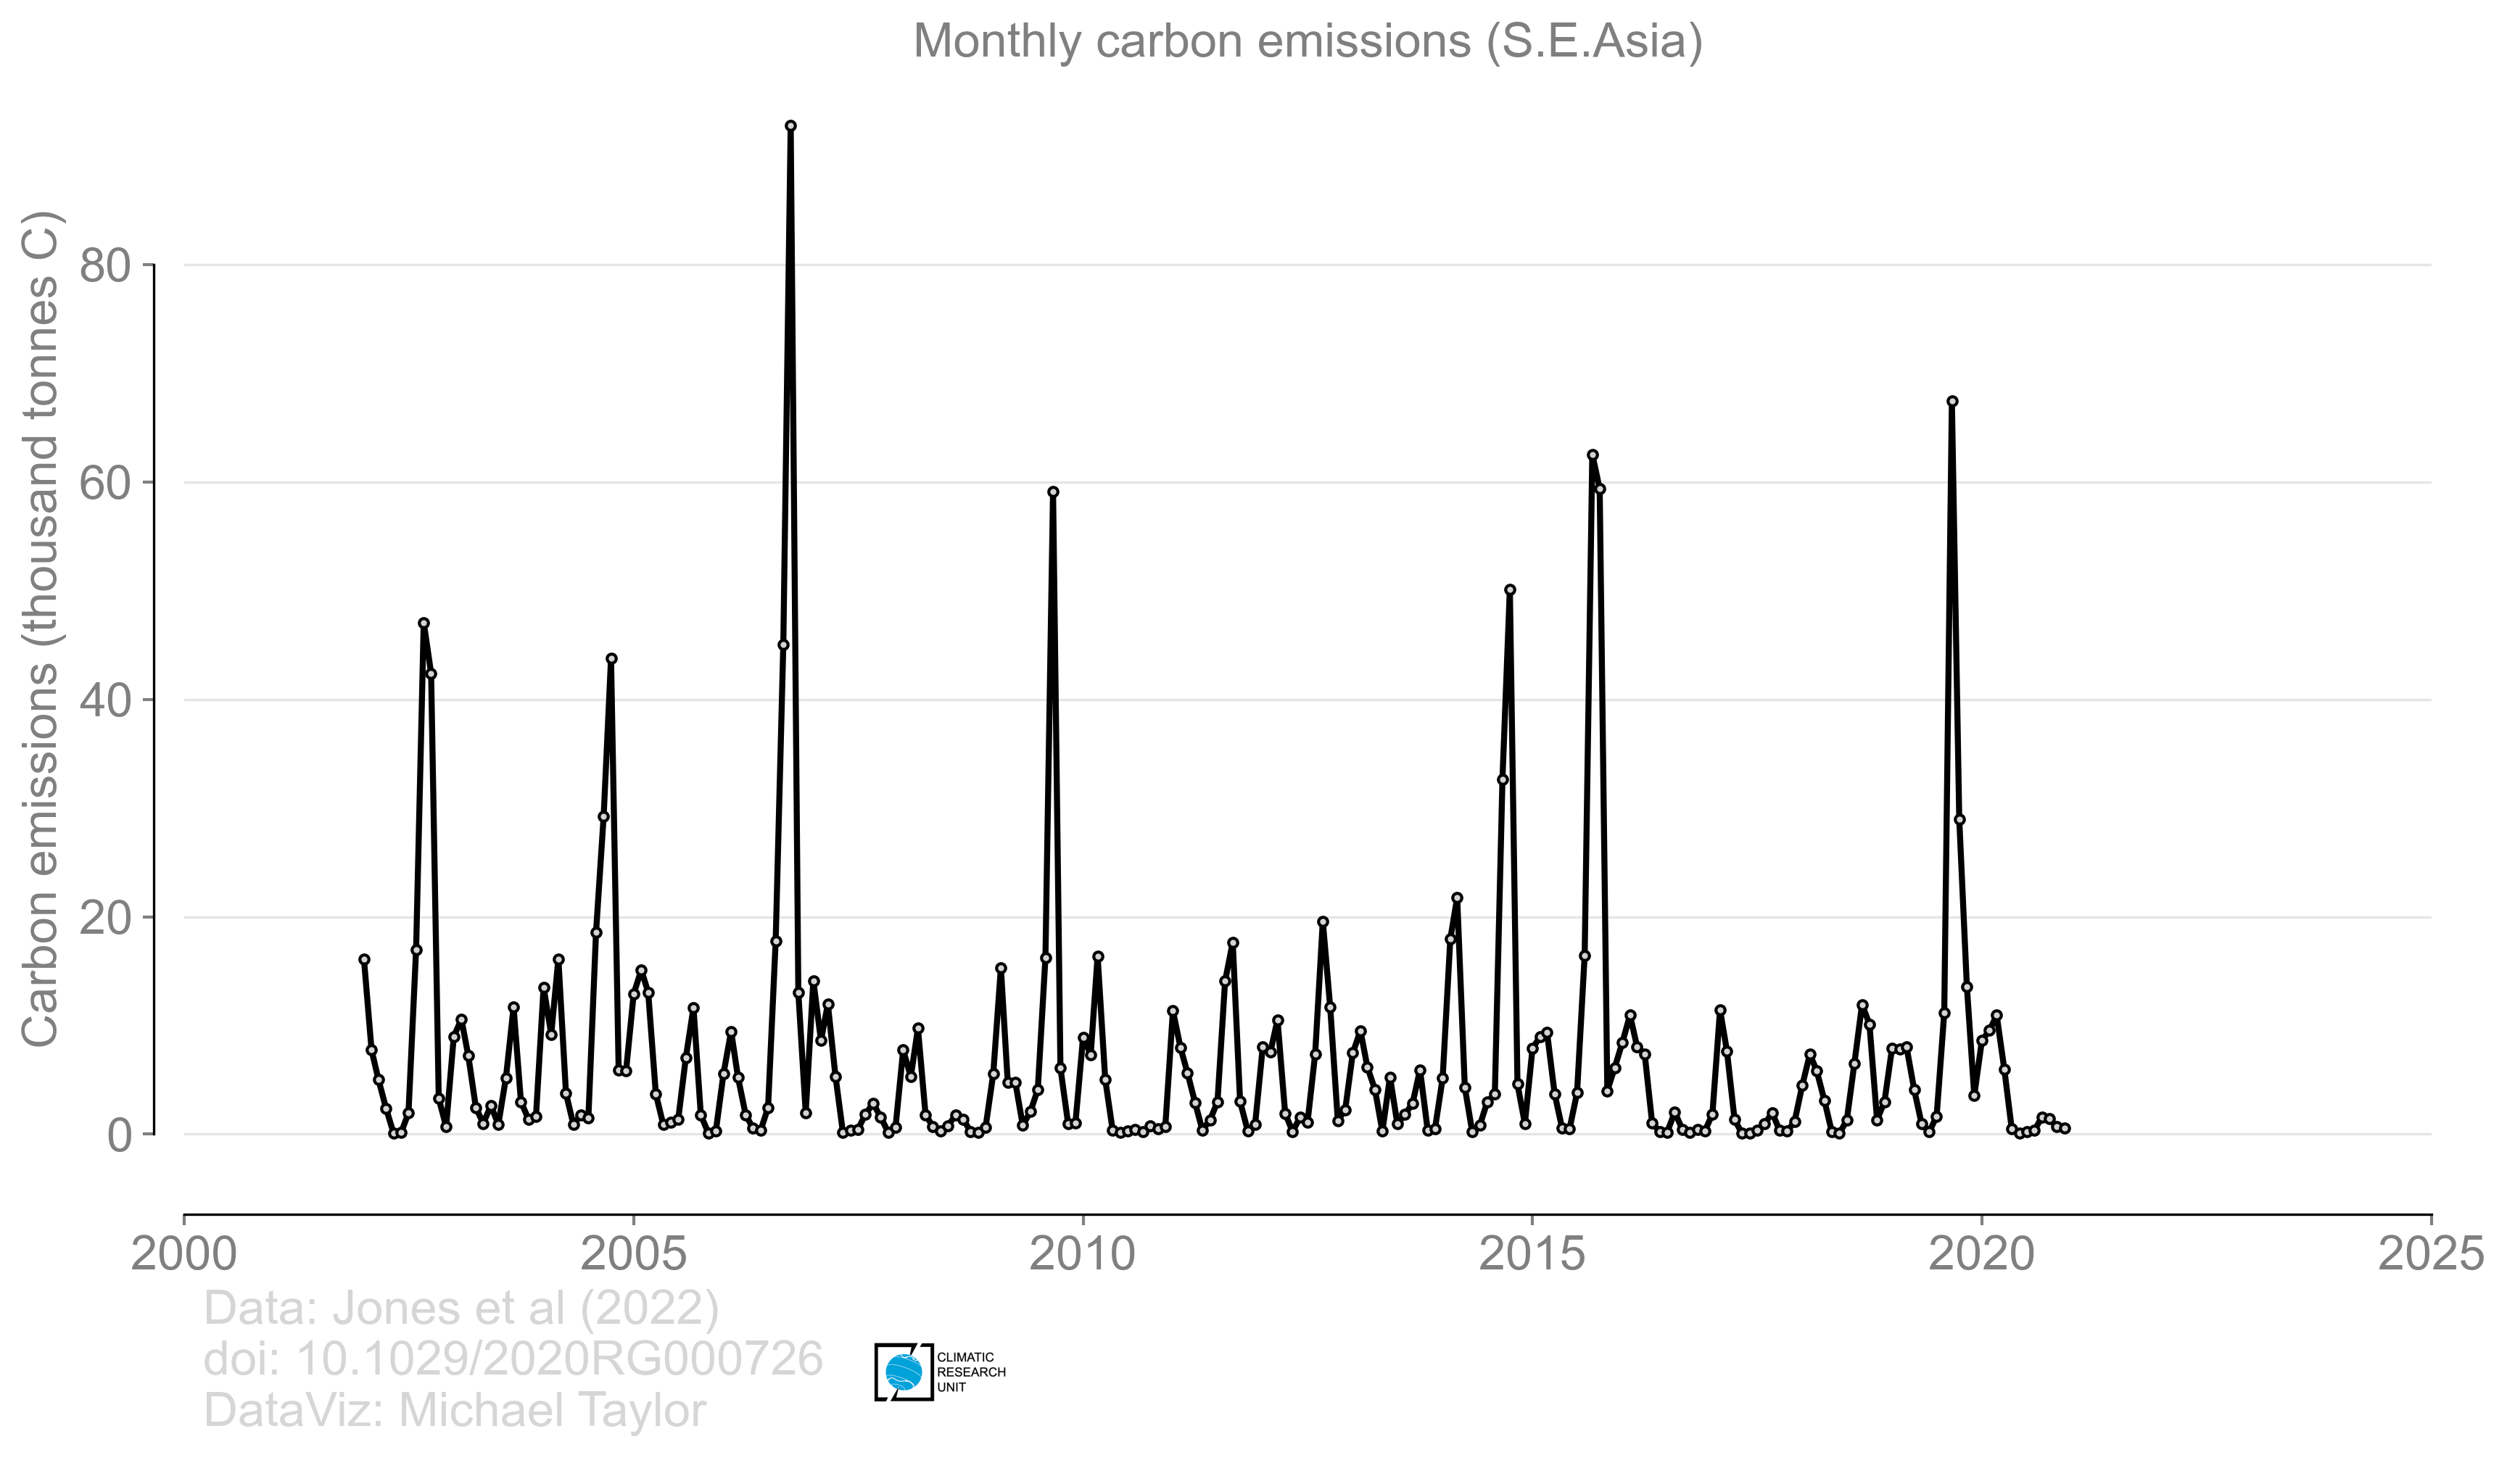 Monthly carbon emissions (S.E.Asia)
Carbon emissions (thousand tonnes C)
80
60
40
20
0
2000 2005 2010 2015 2020 2025
Data: Jones et al (2022)
doi: 10.1029/2020RG000726
DataViz: Michael Taylor
CLIMATIC
RESEARCH
UNIT